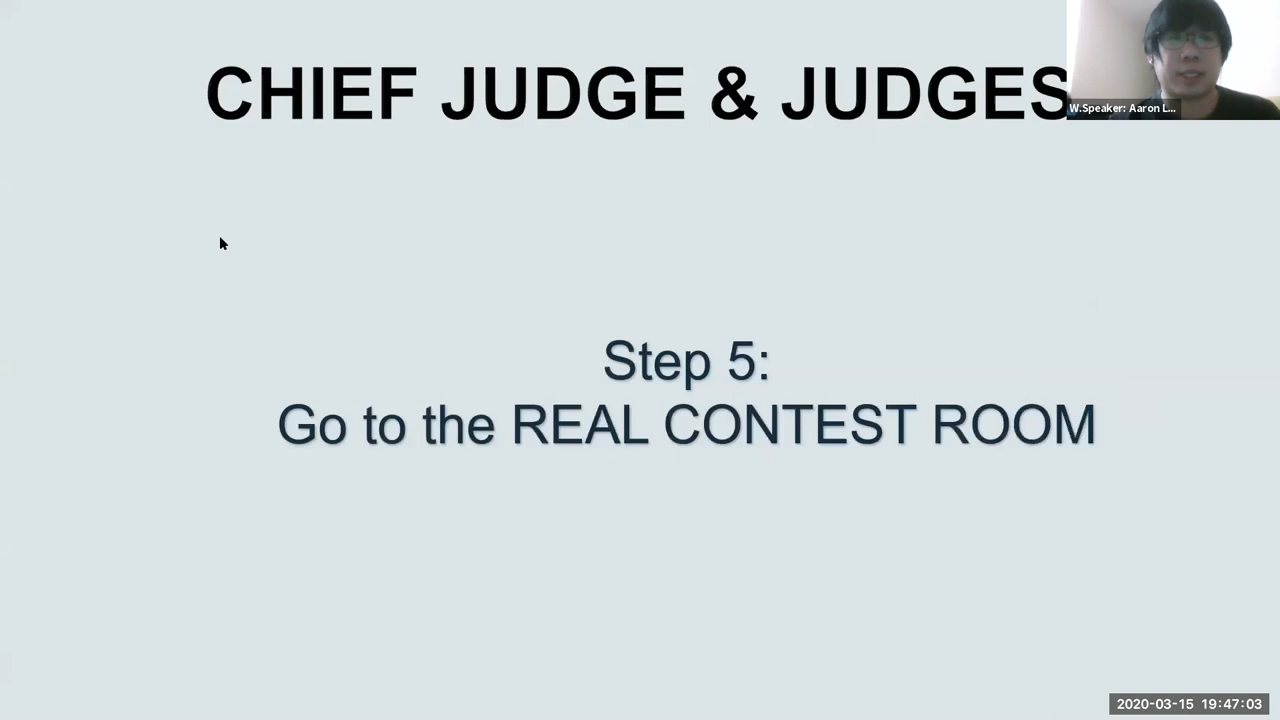 CHIEF JUDGE & JUDGES
W.Speaker: Aaron L...
Step 5:
Go to the REAL CONTEST ROOM
2020-03-15 19:47:03